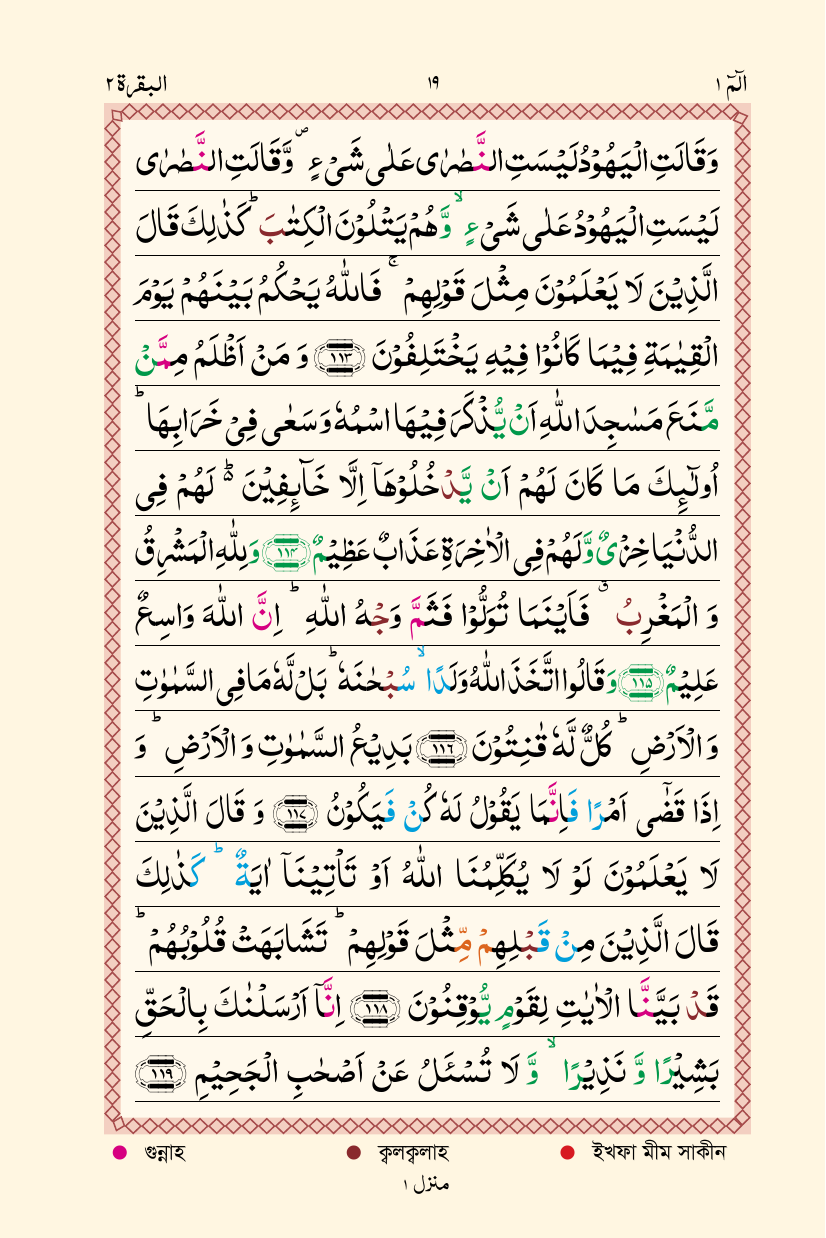 الٓمّٓ ١ ١٩ البقرة ٢
وَقَالَتِ الْيَهُوْدُ لَيْسَتِ النَّصٰرٰى عَلٰى شَىْءٍ ۪ وَّقَالَتِ النَّصٰرٰى
لَيْسَتِ الْيَهُوْدُ عَلٰى شَىْءٍ ۙ وَّهُمْ يَتْلُوْنَ الْكِتٰبَ ؕ كَذٰلِكَ قَالَ
الَّذِيْنَ لَا يَعْلَمُوْنَ مِثْلَ قَوْلِهِمْ ۚ فَاللّٰهُ يَحْكُمُ بَيْنَهُمْ يَوْمَ
الْقِيٰمَةِ فِيْمَا كَانُوْا فِيْهِ يَخْتَلِفُوْنَ ﴿١١٣﴾ وَ مَنْ اَظْلَمُ مِمَّنْ
مَّنَعَ مَسٰجِدَ اللّٰهِ اَنْ يُّذْكَرَ فِيْهَا اسْمُهٗ وَسَعٰى فِىْ خَرَابِهَا ؕ
اُولٰٓئِكَ مَا كَانَ لَهُمْ اَنْ يَّدْخُلُوْهَآ اِلَّا خَآئِفِيْنَ ؕ۬ لَهُمْ فِى
الدُّنْيَا خِزْىٌ وَّلَهُمْ فِى الْاٰخِرَةِ عَذَابٌ عَظِيْمٌ ﴿١١٤﴾ وَلِلّٰهِ الْمَشْرِقُ
وَ الْمَغْرِبُ ۗ فَاَيْنَمَا تُوَلُّوْا فَثَمَّ وَجْهُ اللّٰهِ ؕ اِنَّ اللّٰهَ وَاسِعٌ
عَلِيْمٌ ﴿١١٥﴾ وَقَالُوا اتَّخَذَ اللّٰهُ وَلَدًا ۙ سُبْحٰنَهٗ ؕ بَلْ لَّهٗ مَا فِى السَّمٰوٰتِ
وَ الْاَرْضِ ؕ كُلٌّ لَّهٗ قٰنِتُوْنَ ﴿١١٦﴾ بَدِيْعُ السَّمٰوٰتِ وَ الْاَرْضِ ؕ وَ
اِذَا قَضٰٓى اَمْرًا فَاِنَّمَا يَقُوْلُ لَهٗ كُنْ فَيَكُوْنُ ﴿١١٧﴾ وَ قَالَ الَّذِيْنَ
لَا يَعْلَمُوْنَ لَوْ لَا يُكَلِّمُنَا اللّٰهُ اَوْ تَاْتِيْنَآ اٰيَةٌ ؕ كَذٰلِكَ
قَالَ الَّذِيْنَ مِنْ قَبْلِهِمْ مِّثْلَ قَوْلِهِمْ ؕ تَشَابَهَتْ قُلُوْبُهُمْ ؕ
قَدْ بَيَّنَّا الْاٰيٰتِ لِقَوْمٍ يُّوْقِنُوْنَ ﴿١١٨﴾ اِنَّآ اَرْسَلْنٰكَ بِالْحَقِّ
بَشِيْرًا وَّ نَذِيْرًا ۙ وَّ لَا تُسْئَلُ عَنْ اَصْحٰبِ الْجَحِيْمِ ﴿١١٩﴾
গুন্নাহ ক্বলক্বলাহ ইখফা মীম সাকীন
منزل ١